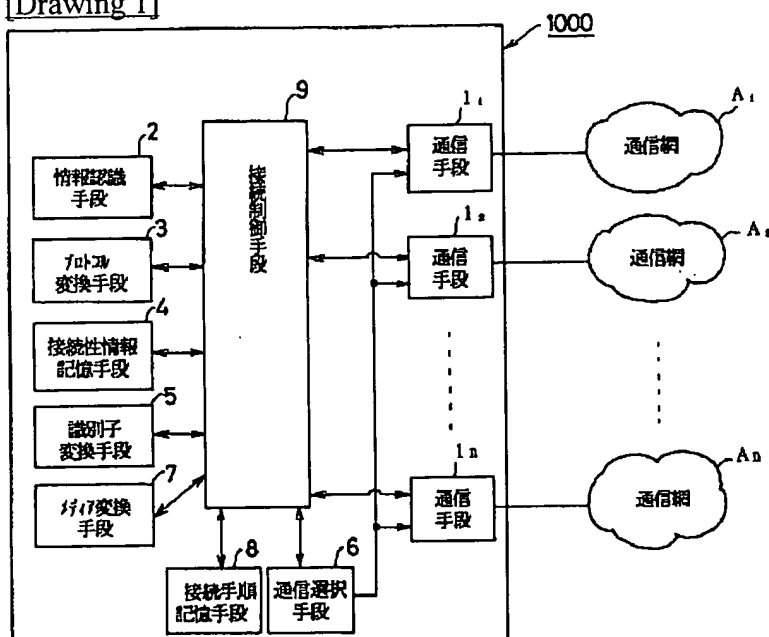 [Drawing 1]
1000
9
接続制御手段
2
情報認識
手段
3
プロトコル
変換手段
4
接続性情報
記憶手段
5
識別子
変換手段
7
メディア変換
手段
8
接続手順
記憶手段
6
通信選択
手段
1₁
通信
手段
A₁
通信網
1₂
通信
手段
A₂
通信網
1n
通信
手段
An
通信網